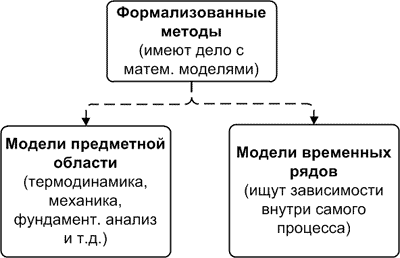 Формализованные
методы
(имеют дело с
матем. моделями)
Модели предметной
области
(термодинамика,
механика,
фундамент. анализ
и т.д.)
Модели временных
рядов
(ищут зависимости
внутри самого
процесса)